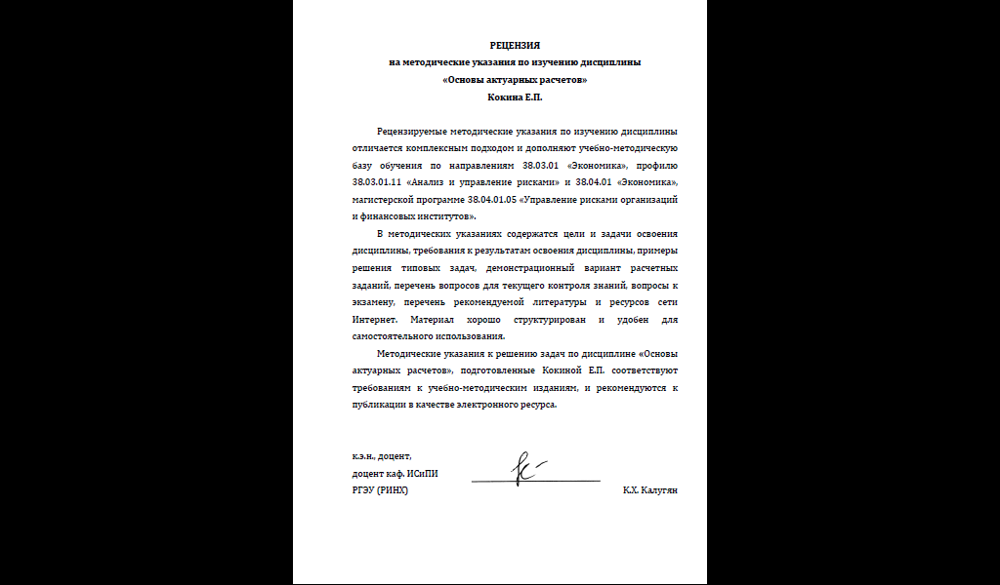 РЕЦЕНЗИЯ
на методические указания по изучению дисциплины
«Основы актуарных расчетов»
Кокина Е.П.
Рецензируемые методические указания по изучению дисциплины
отличается комплексным подходом и дополняют учебно-методическую
базу обучения по направлениям 38.03.01 «Экономика», профилю
38.03.01.11 «Анализ и управление рисками» и 38.04.01 «Экономика»,
магистерской программе 38.04.01.05 «Управление рисками организаций
и финансовых институтов».
В методических указаниях содержатся цели и задачи освоения
дисциплины, требования к результатам освоения дисциплины, примеры
решения типовых задач, демонстрационный вариант расчетных
заданий, перечень вопросов для текущего контроля знаний, вопросы к
экзамену, перечень рекомендуемой литературы и ресурсов сети
Интернет. Материал хорошо структурирован и удобен для
самостоятельного использования.
Методические указания к решению задач по дисциплине «Основы
актуарных расчетов», подготовленные Кокиной Е.П. соответствуют
требованиям к учебно-методическим изданиям, и рекомендуются к
публикации в качестве электронного ресурса.
к.э.н., доцент,
доцент каф. ИСиПИ
РГЭУ (РИНХ) К.Х. Калугян